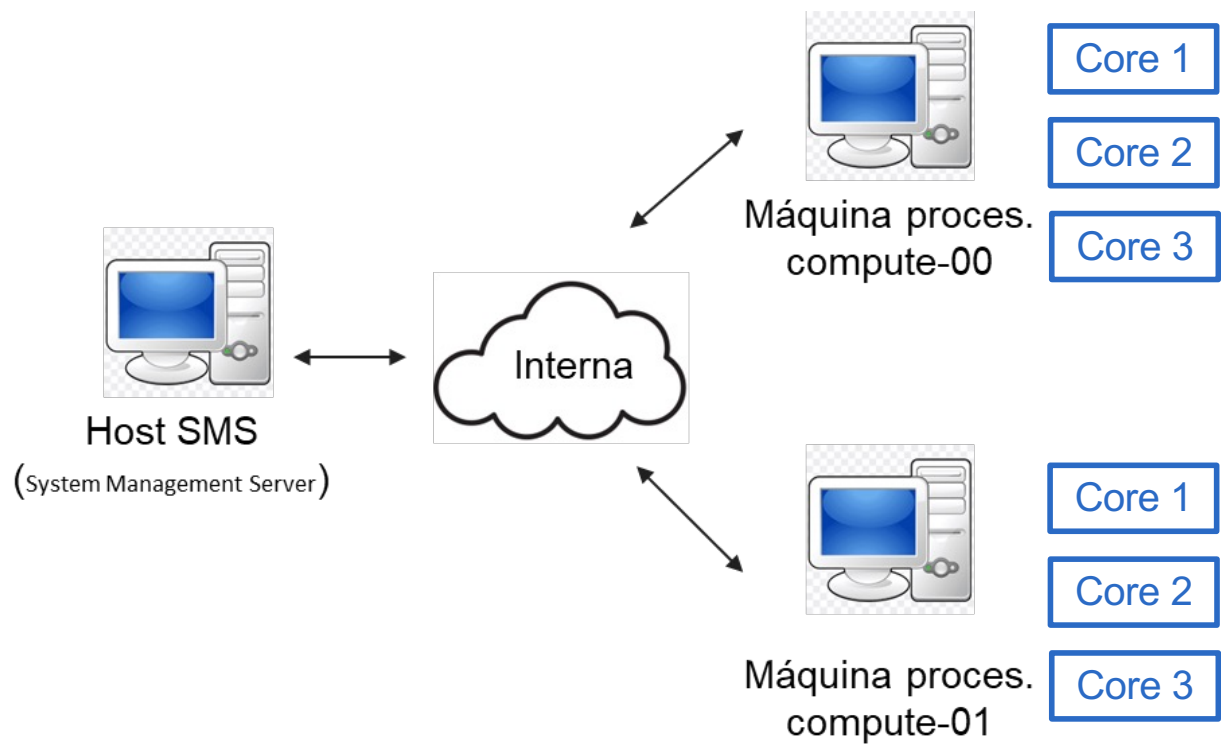 Core 1
Core 2
Máquina proces.
compute-00
Core 3
Interna
Host SMS
(System Management Server)
Core 1
Core 2
Máquina proces.
compute-01
Core 3